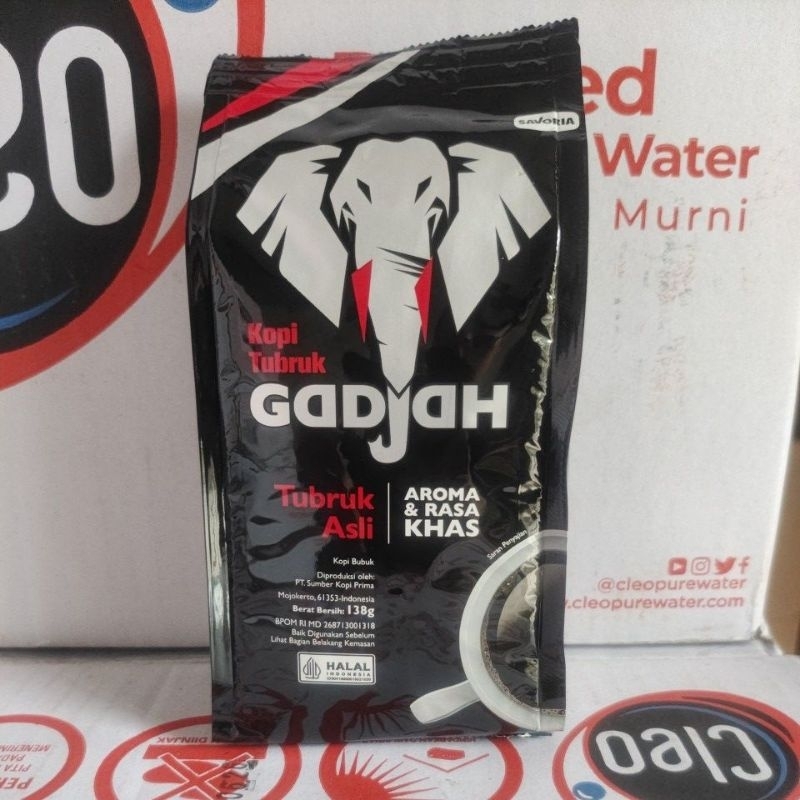 eo
ed
Water
Murni
SAVORIA
Kopi
Tubruk
GADJAH
Tubruk
Asli
AROMA
& RASA
KHAS
Saran Penyajian
Kopi Bubuk
Diproduksi oleh:
PT. Sumber Kopi Prima
Mojokerto, 61353-Indonesia
Berat Bersih: 138g
BPOM RI MD 268713001318
Baik Digunakan Sebelum
Lihat Bagian Belakang Kemasan
HALAL
INDONESIA
@cleopurewater
www.cleopurewater.com
DIINJAK
Cleo